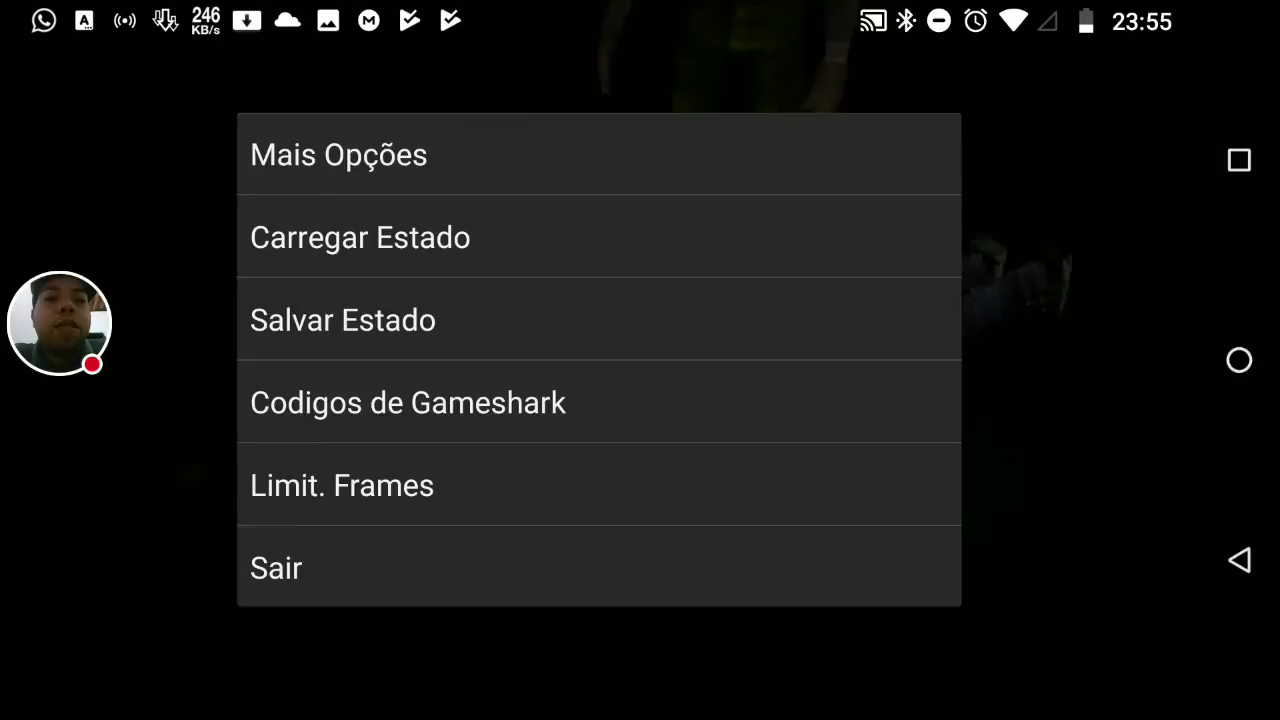 A
246
KB/s
M
23:55
Mais Opções
Carregar Estado
Salvar Estado
Codigos de Gameshark
Limit. Frames
Sair